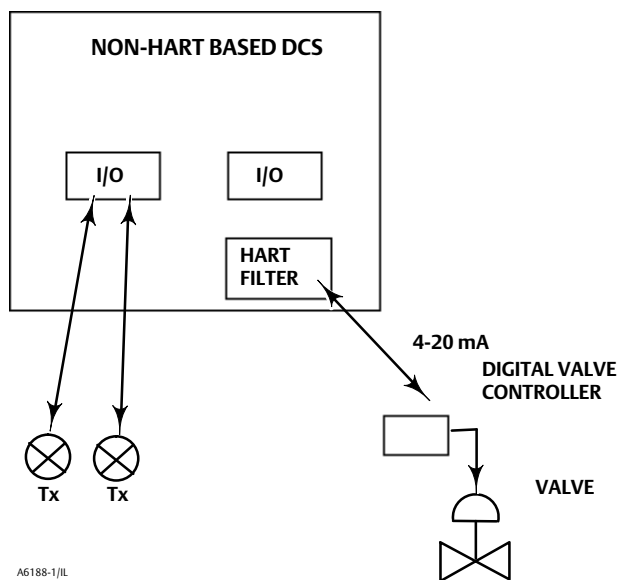 NON-HART BASED DCS
I/O
I/O
HART
FILTER
4-20 mA
DIGITAL VALVE
CONTROLLER
Tx
Tx
VALVE
A6188-1/IL